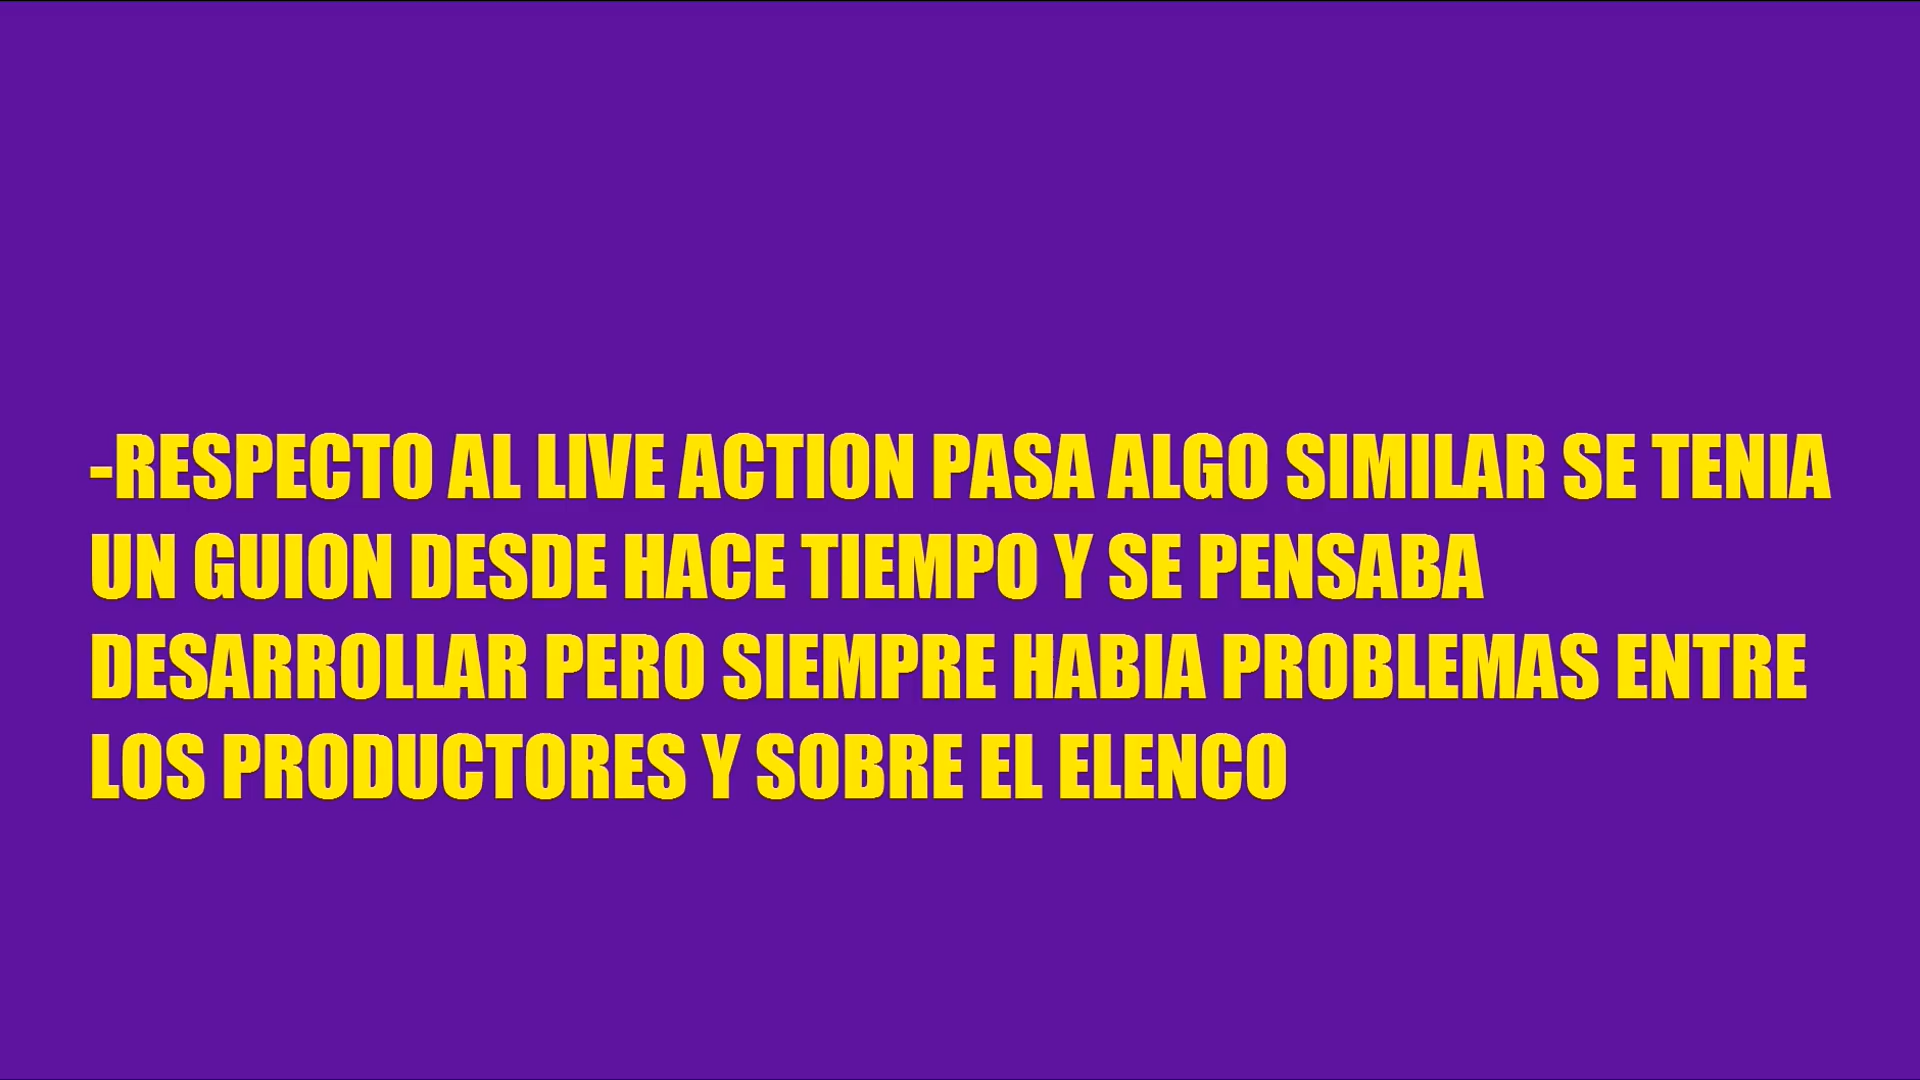 -RESPECTO AL LIVE ACTION PASA ALGO SIMILAR SE TENIA
UN GUION DESDE HACE TIEMPO Y SE PENSABA
DESARROLLAR PERO SIEMPRE HABIA PROBLEMAS ENTRE
LOS PRODUCTORES Y SOBRE EL ELENCO